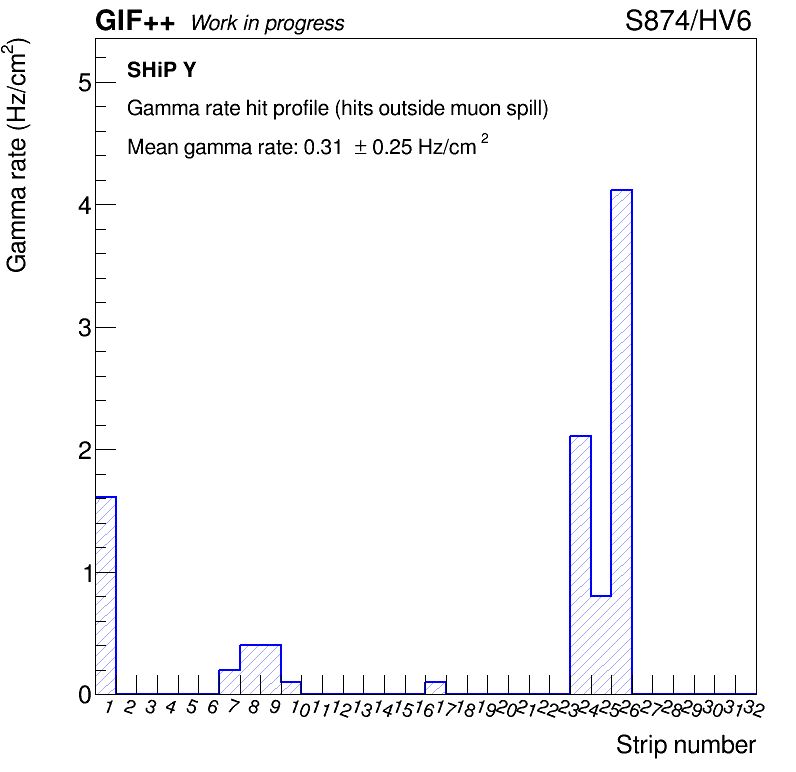 GIF++ Work in progress S874/HV6
Gamma rate (Hz/cm²)
SHiP Y
Gamma rate hit profile (hits outside muon spill)
Mean gamma rate: 0.31 ± 0.25 Hz/cm²
5
4
3
2
1
0
1 2 3 4 5 6 7 8 9 10 11 12 13 14 15 16 17 18 19 20 21 22 23 24 25 26 27 28 29 30 31 32
Strip number